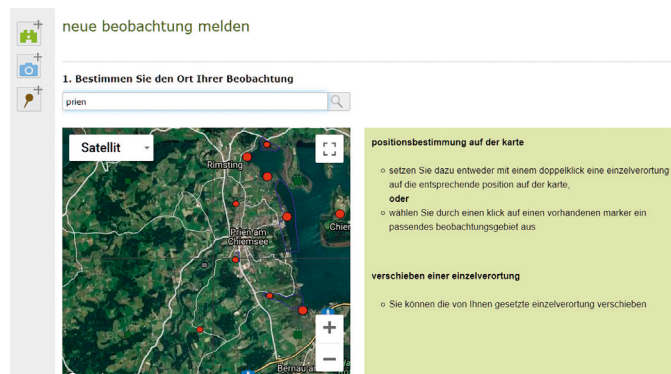 neue beobachtung melden
1. Bestimmen Sie den Ort Ihrer Beobachtung
prien
Satellit
Rimsting
Prien am
Chiemsee
Chier
Bernau am
positionsbestimmung auf der karte
setzen Sie dazu entweder mit einem doppelklick eine einzelverortung
auf die entsprechende position auf der karte,
oder
wählen Sie durch einen klick auf einen vorhandenen marker ein
passendes beobachtungsgebiet aus
verschieben einer einzelverortung
Sie können die von Ihnen gesetzte einzelverortung verschieben